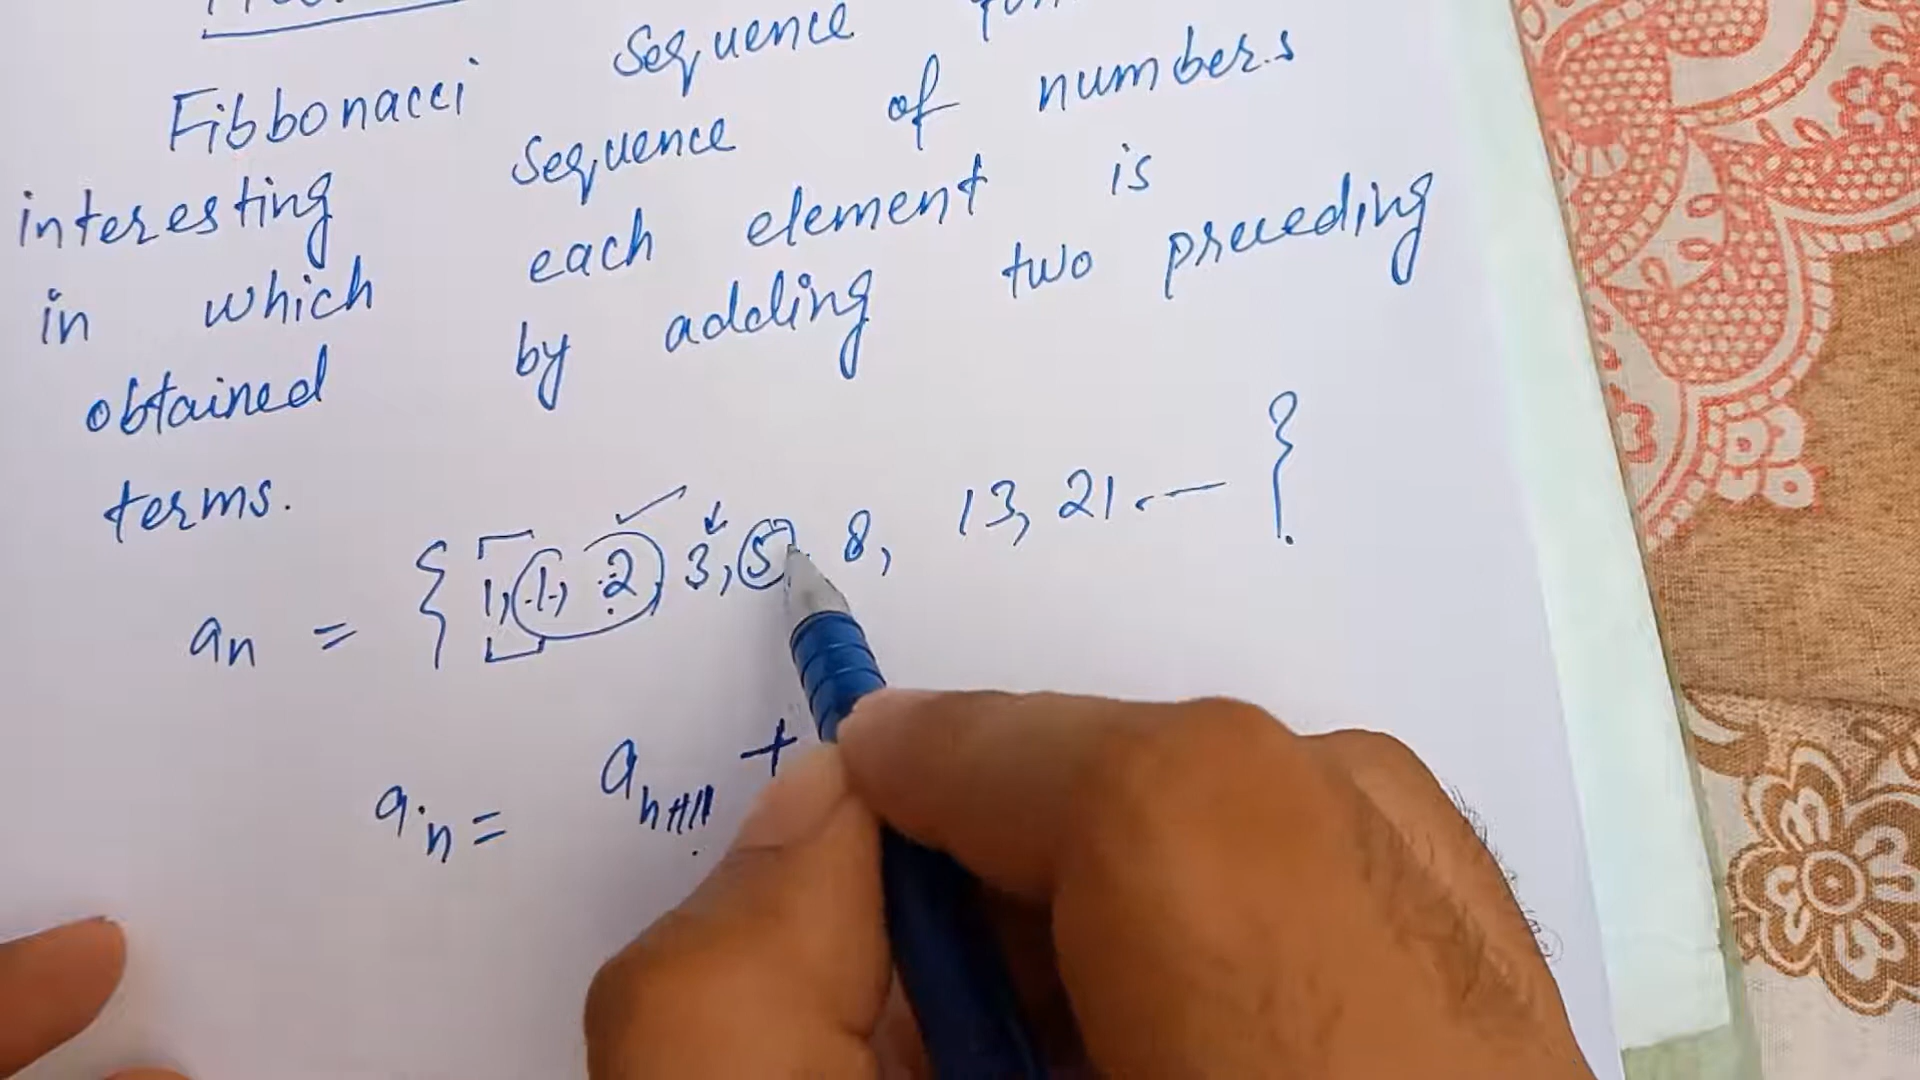 Fibbonacci sequence
interesting sequence of numbers
in which each element is
obtained by adding two preceding
terms.
an = { 1, 1, 2, 3, 5, 8, 13, 21 .-- }
an = a +